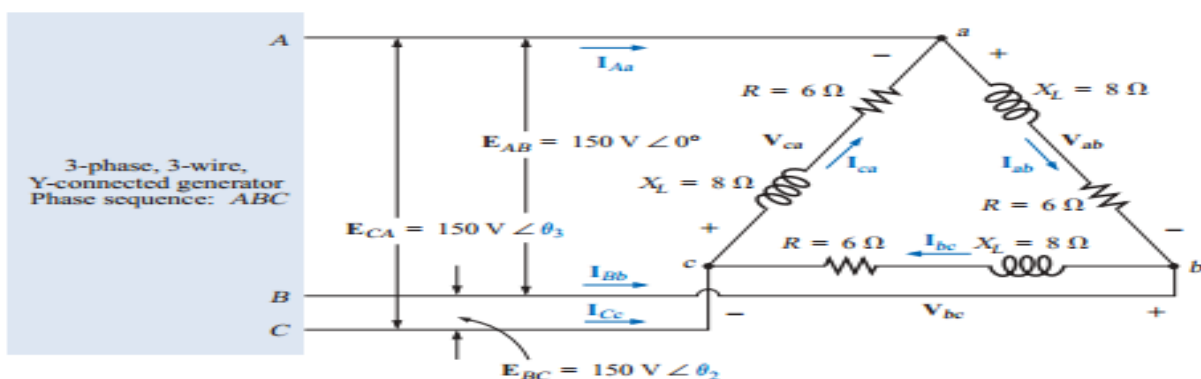 A
a
I_Aa
R = 6 Ω
X_L = 8 Ω
–
+
E_AB = 150 V ∠0°
V_ca
V_ab
3-phase, 3-wire,
Y-connected generator
Phase sequence: ABC
I_ca
I_ab
X_L = 8 Ω
R = 6 Ω
E_CA = 150 V ∠θ_3
+
–
R = 6 Ω
I_bc
X_L = 8 Ω
c
b
I_Bb
B
I_Cc
C
–
V_bc
+
E_BC = 150 V ∠θ_2